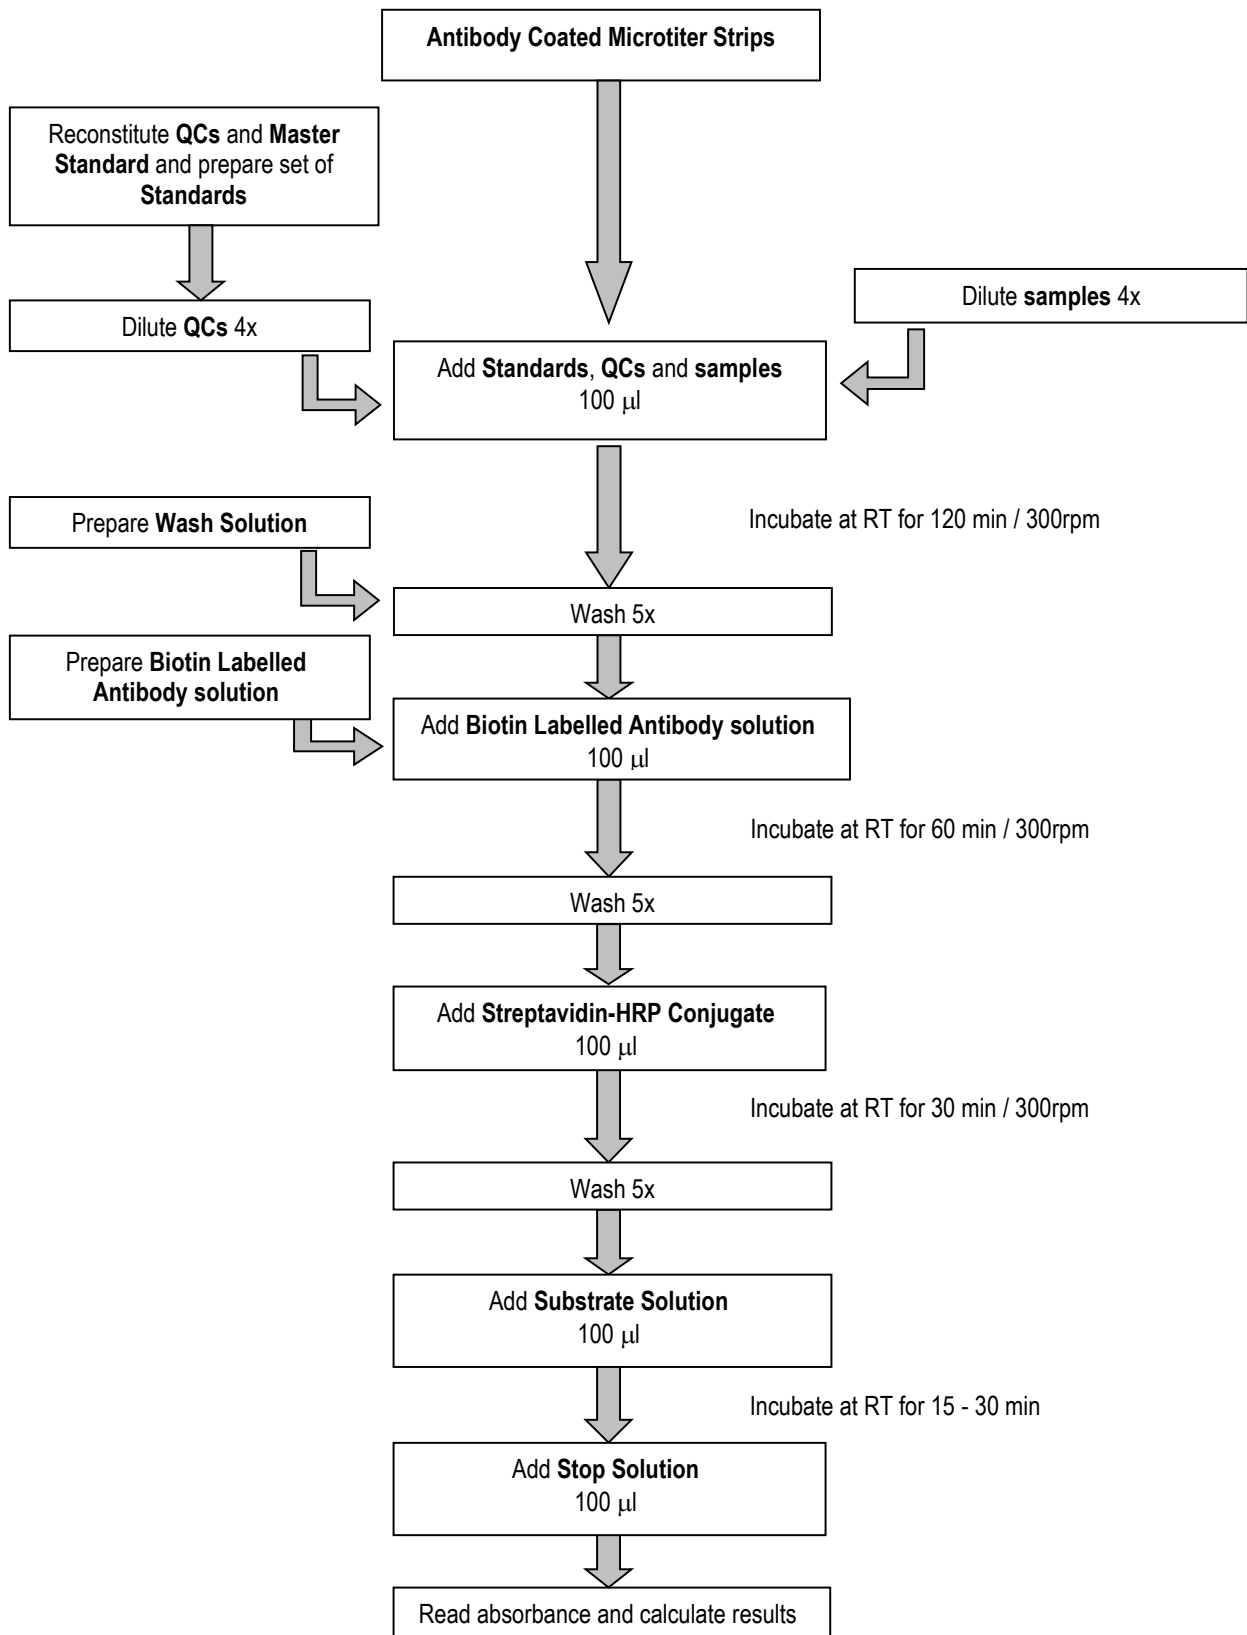 Antibody Coated Microtiter Strips
Reconstitute QCs and Master
Standard and prepare set of
Standards
Dilute QCs 4x
Dilute samples 4x
Add Standards, QCs and samples
100 μl
Incubate at RT for 120 min / 300rpm
Prepare Wash Solution
Wash 5x
Prepare Biotin Labelled
Antibody solution
Add Biotin Labelled Antibody solution
100 μl
Incubate at RT for 60 min / 300rpm
Wash 5x
Add Streptavidin-HRP Conjugate
100 μl
Incubate at RT for 30 min / 300rpm
Wash 5x
Add Substrate Solution
100 μl
Incubate at RT for 15 - 30 min
Add Stop Solution
100 μl
Read absorbance and calculate results